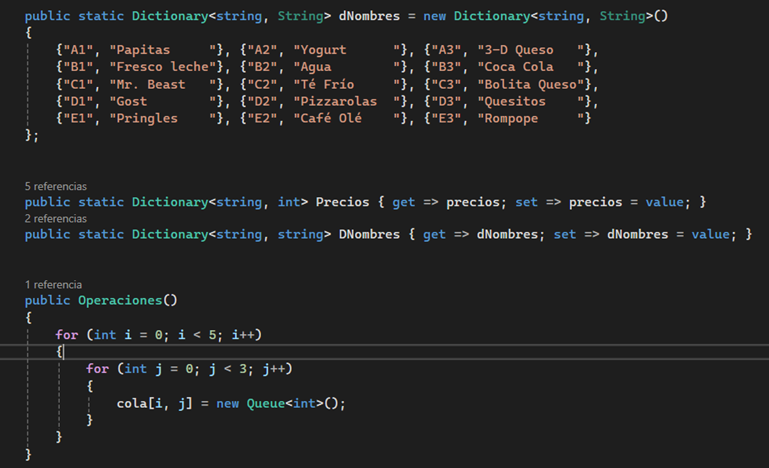 public static Dictionary<string, String> dNombres = new Dictionary<string, String>()
{
    {"A1", "Papitas     "}, {"A2", "Yogurt      "}, {"A3", "3-D Queso   "},
    {"B1", "Fresco leche"}, {"B2", "Agua        "}, {"B3", "Coca Cola   "},
    {"C1", "Mr. Beast   "}, {"C2", "Té Frío     "}, {"C3", "Bolita Queso"},
    {"D1", "Gost        "}, {"D2", "Pizzarolas  "}, {"D3", "Quesitos    "},
    {"E1", "Pringles    "}, {"E2", "Café Olé    "}, {"E3", "Rompope     "}
};
5 referencias
public static Dictionary<string, int> Precios { get => precios; set => precios = value; }
2 referencias
public static Dictionary<string, string> DNombres { get => dNombres; set => dNombres = value; }
1 referencia
public Operaciones()
{
    for (int i = 0; i < 5; i++)
    {
        for (int j = 0; j < 3; j++)
        {
            cola[i, j] = new Queue<int>();
        }
    }
}